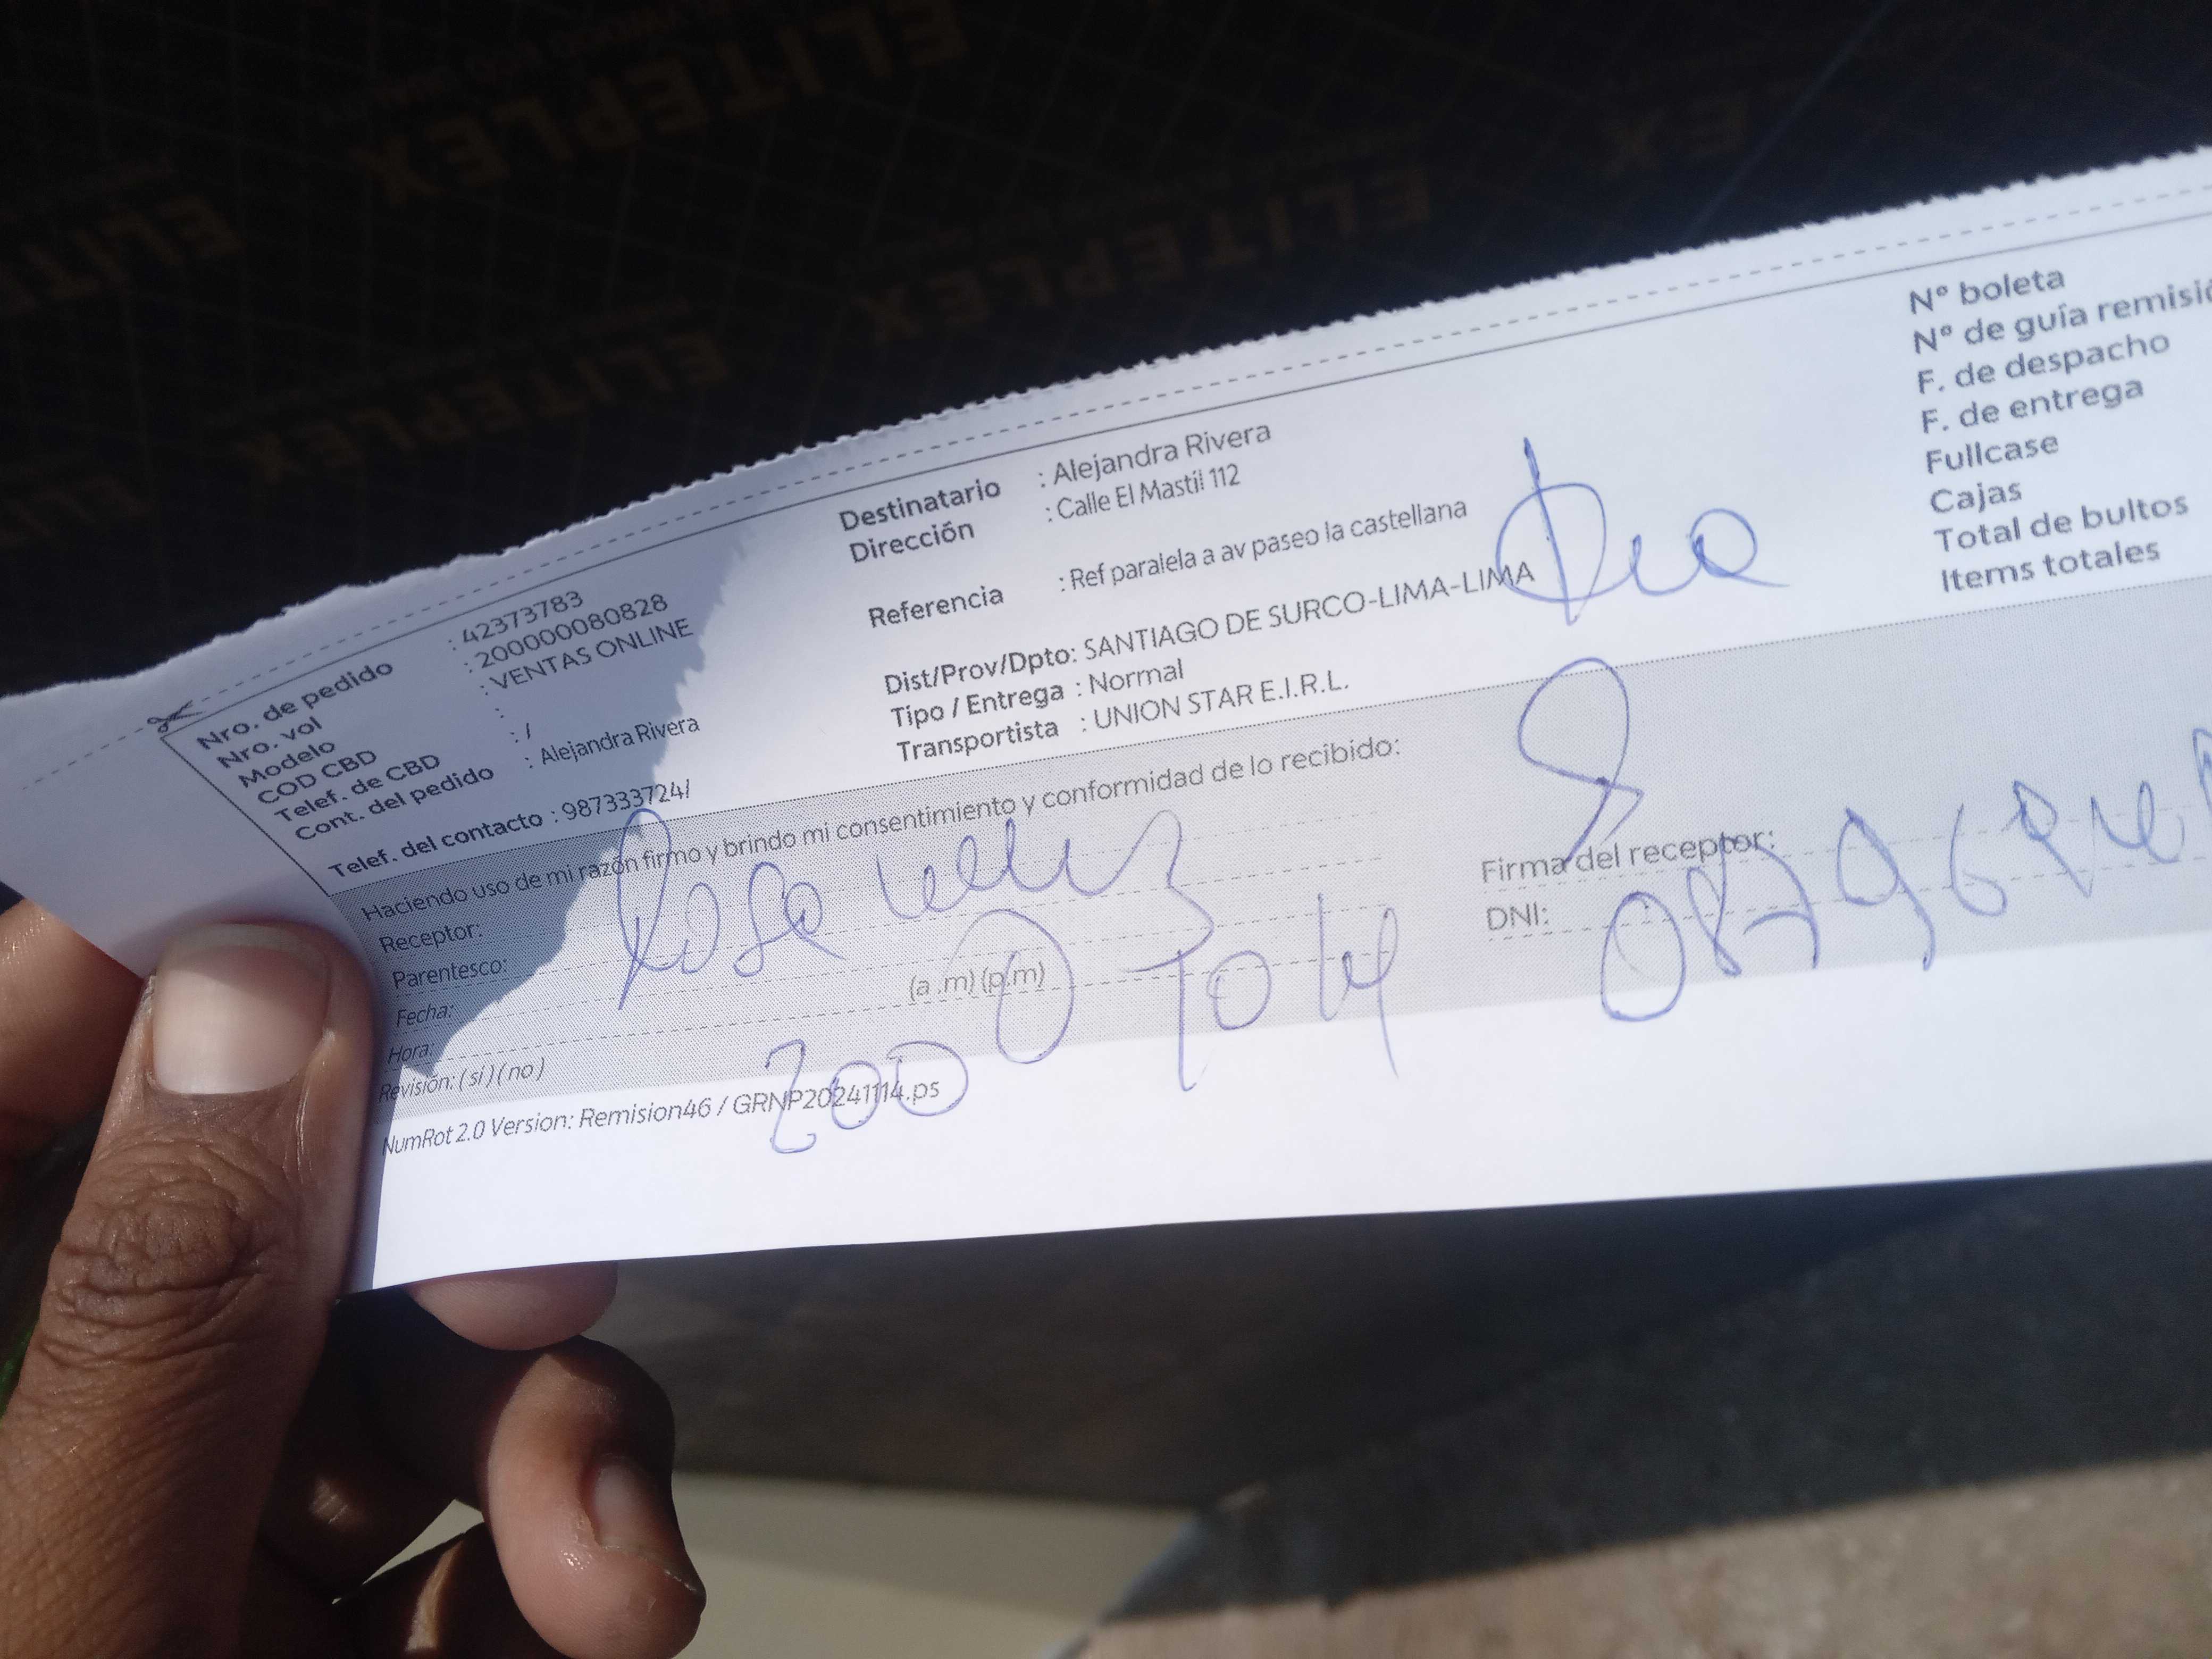 ELITEPLEX
ELITEPLEX
ELITEPLEX
Nro. de pedido : 42373783
Nro. vol : 200000080828
Modelo : VENTAS ONLINE
COD CBD :
Telef. de CBD : /
Cont. del pedido : Alejandra Rivera
Telef. del contacto : 987333724/
Destinatario : Alejandra Rivera
Dirección : Calle El Mastil 112
Referencia : Ref paralela a av paseo la castellana
Dist/Prov/Dpto: SANTIAGO DE SURCO-LIMA-LIMA
Tipo / Entrega : Normal
Transportista : UNION STAR E.I.R.L.
N° boleta
N° de guía remisió
F. de despacho
F. de entrega
Fullcase
Cajas
Total de bultos
Items totales
Haciendo uso de mi razón firmo y brindo mi consentimiento y conformidad de lo recibido:
Receptor: Rosa
Parentesco:
Fecha:
Hora: (a .m) (p.m)
Revisión: ( si ) ( no )
Firma del receptor:
DNI:
NumRot 2.0 Version: Remision46 / GRNP20241114.ps